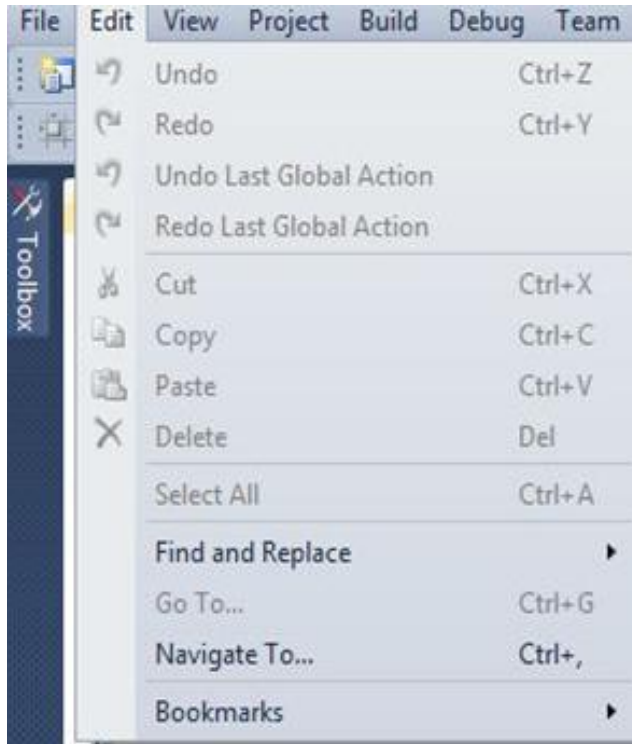 File Edit View Project Build Debug Team
Undo Ctrl+Z
Redo Ctrl+Y
Undo Last Global Action
Redo Last Global Action
Cut Ctrl+X
Copy Ctrl+C
Paste Ctrl+V
Delete Del
Select All Ctrl+A
Find and Replace
Go To... Ctrl+G
Navigate To... Ctrl+,
Bookmarks
Toolbox